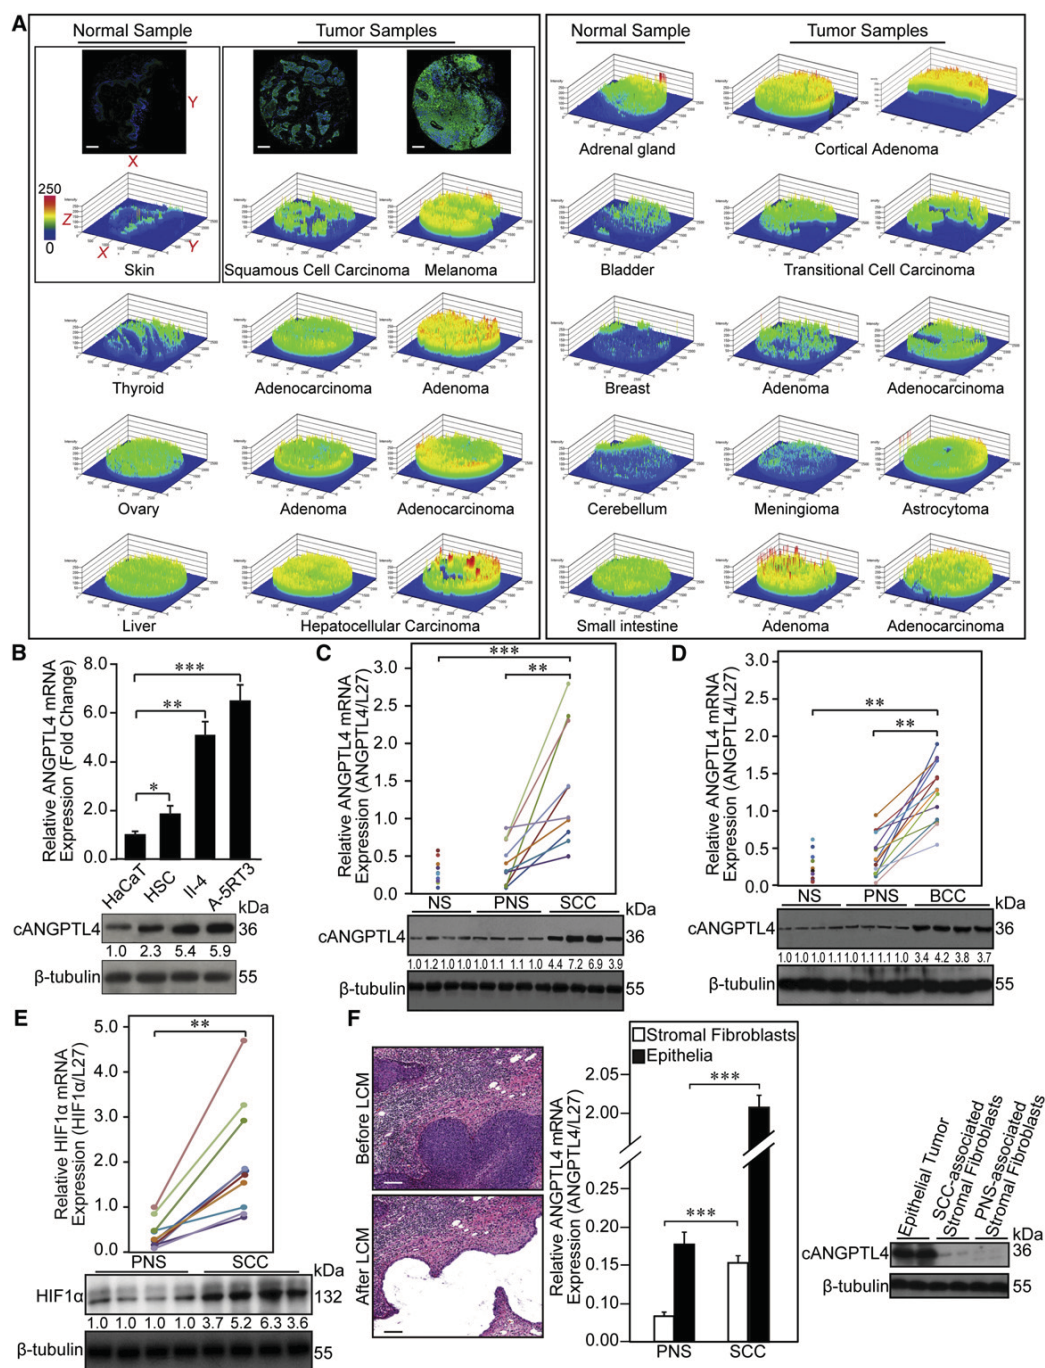 A
Normal Sample
Tumor Samples
Y
X
250
Z
0
X
Y
Skin
Squamous Cell Carcinoma
Melanoma
Thyroid
Adenocarcinoma
Adenoma
Ovary
Adenoma
Adenocarcinoma
Liver
Hepatocellular Carcinoma
Normal Sample
Tumor Samples
Adrenal gland
Cortical Adenoma
Bladder
Transitional Cell Carcinoma
Breast
Adenoma
Adenocarcinoma
Cerebellum
Meningioma
Astrocytoma
Small intestine
Adenoma
Adenocarcinoma
B
Relative ANGPTL4 mRNA
Expression (Fold Change)
8.0
6.0
4.0
2.0
0.0
***
**
*
HaCaT
HSC
II-4
A-5RT3
kDa
cANGPTL4
36
1.0 2.3 5.4 5.9
β-tubulin
55
C
Relative ANGPTL4 mRNA
Expression (ANGPTL4/L27)
3.0
2.5
2.0
1.5
1.0
0.5
0.0
***
**
NS PNS SCC
kDa
cANGPTL4
36
1.0 1.2 1.0 1.0 1.1 1.1 1.0 4.4 7.2 6.9 3.9
β-tubulin
55
D
Relative ANGPTL4 mRNA
Expression (ANGPTL4/L27)
3.0
2.5
2.0
1.5
1.0
0.5
0.0
**
**
NS PNS BCC
kDa
cANGPTL4
36
1.0 1.0 1.0 1.1 1.0 1.1 1.1 1.0 3.4 4.2 3.8 3.7
β-tubulin
55
E
Relative HIF1α mRNA
Expression (HIF1α/L27)
5.0
4.0
3.0
2.0
1.0
0.0
**
PNS SCC
kDa
HIF1α
132
1.0 1.0 1.0 1.0 3.7 5.2 6.3 3.6
β-tubulin
55
F
Before LCM
After LCM
Relative ANGPTL4 mRNA
Expression (ANGPTL4/L27)
Stromal Fibroblasts
Epithelia
2.05
2.00
0.25
0.20
0.15
0.10
0.00
***
***
PNS SCC
Epithelial Tumor
SCC-associated
Stromal Fibroblasts
PNS-associated
Stromal Fibroblasts
kDa
cANGPTL4
36
β-tubulin
55